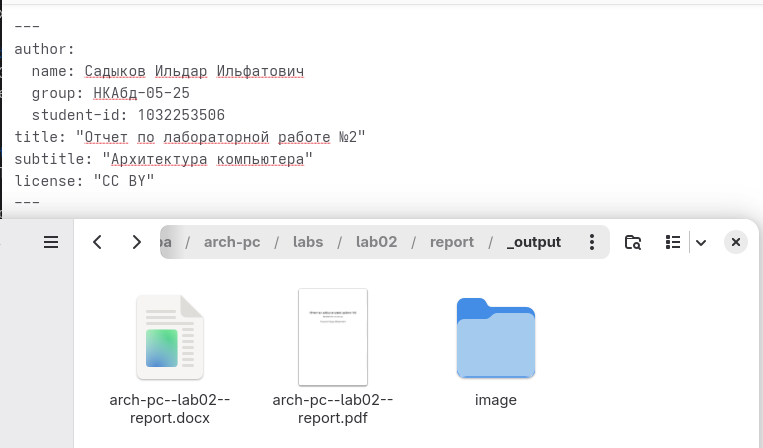 ---
author:
  name: Садыков Ильдар Ильфатович
  group: НКАбд-05-25
  student-id: 1032253506
title: "Отчет по лабораторной работе №2"
subtitle: "Архитектура компьютера"
license: "CC BY"
---
/ arch-pc / labs / lab02 / report / _output
arch-pc--lab02--
report.docx
arch-pc--lab02--
report.pdf
image